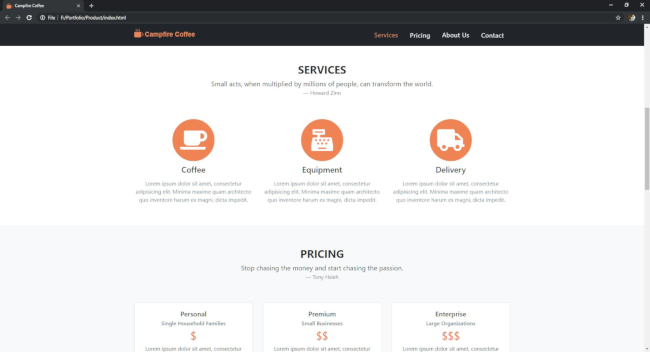 Campfire Coffee
File | F:/Portfolio/Product/index.html
Campfire Coffee
Services Pricing About Us Contact
SERVICES
Small acts, when multiplied by millions of people, can transform the world.
— Howard Zinn
Coffee Equipment Delivery
Lorem ipsum dolor sit amet, consectetur Lorem ipsum dolor sit amet, consectetur Lorem ipsum dolor sit amet, consectetur
adipisicing elit. Minima maxime quam architecto adipisicing elit. Minima maxime quam architecto adipisicing elit. Minima maxime quam architecto
quo inventore harum ex magni, dicta impedit. quo inventore harum ex magni, dicta impedit. quo inventore harum ex magni, dicta impedit.
PRICING
Stop chasing the money and start chasing the passion.
— Tony Hsieh
Personal Premium Enterprise
Single Household Families Small Businesses Large Organizations
$ $$ $$$
Lorem ipsum dolor sit amet, consectetur Lorem ipsum dolor sit amet, consectetur Lorem ipsum dolor sit amet, consectetur